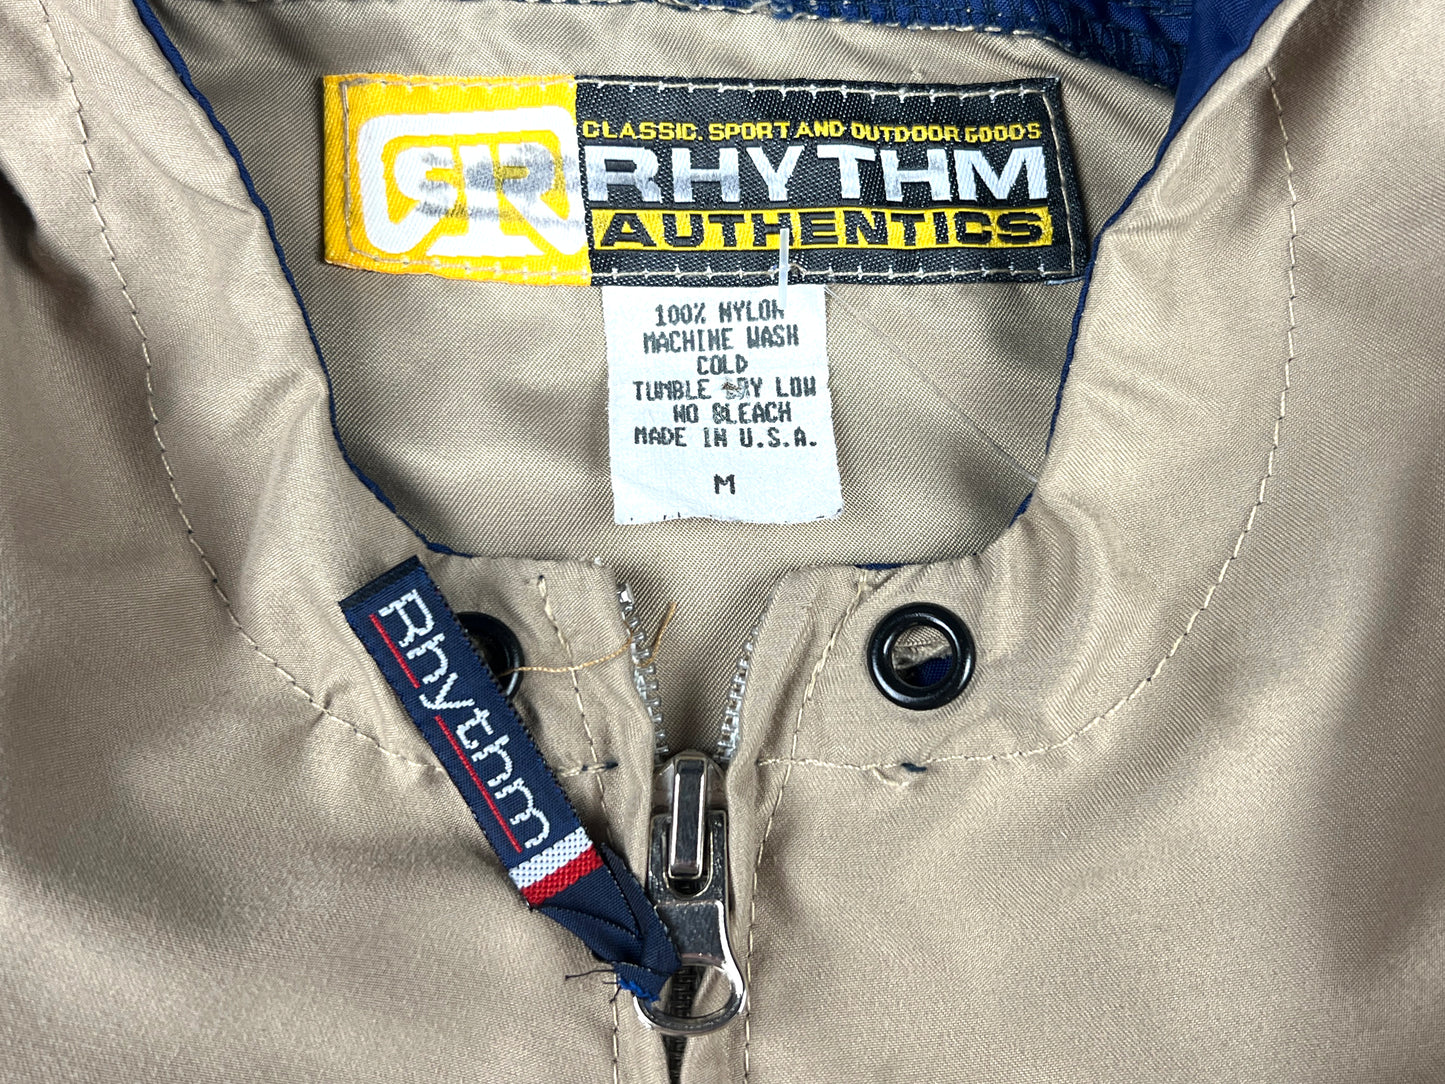 CLASSIC, SPORT AND OUTDOOR GOODS
RHYTHM
AUTHENTICS
100% NYLON
MACHINE WASH
COLD
TUMBLE DRY LOW
NO BLEACH
MADE IN U.S.A.
M
Rhythm